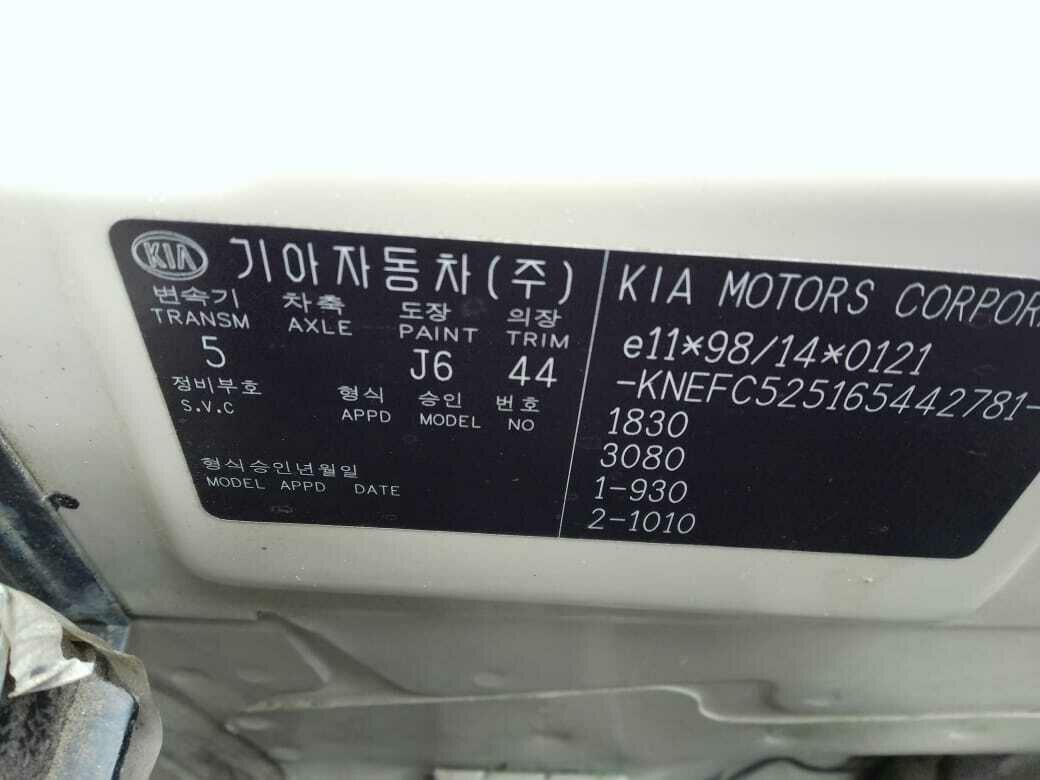 KIA 기아자동차(주)
변속기 차축 도장 의장
TRANSM AXLE PAINT TRIM
5 J6 44
정비부호 형식 승인 번호
S.V.C APPD MODEL NO
형식승인년월일
MODEL APPD DATE
KIA MOTORS CORPOR
e11*98/14*0121
-KNEFC525165442781-
1830
3080
1-930
2-1010